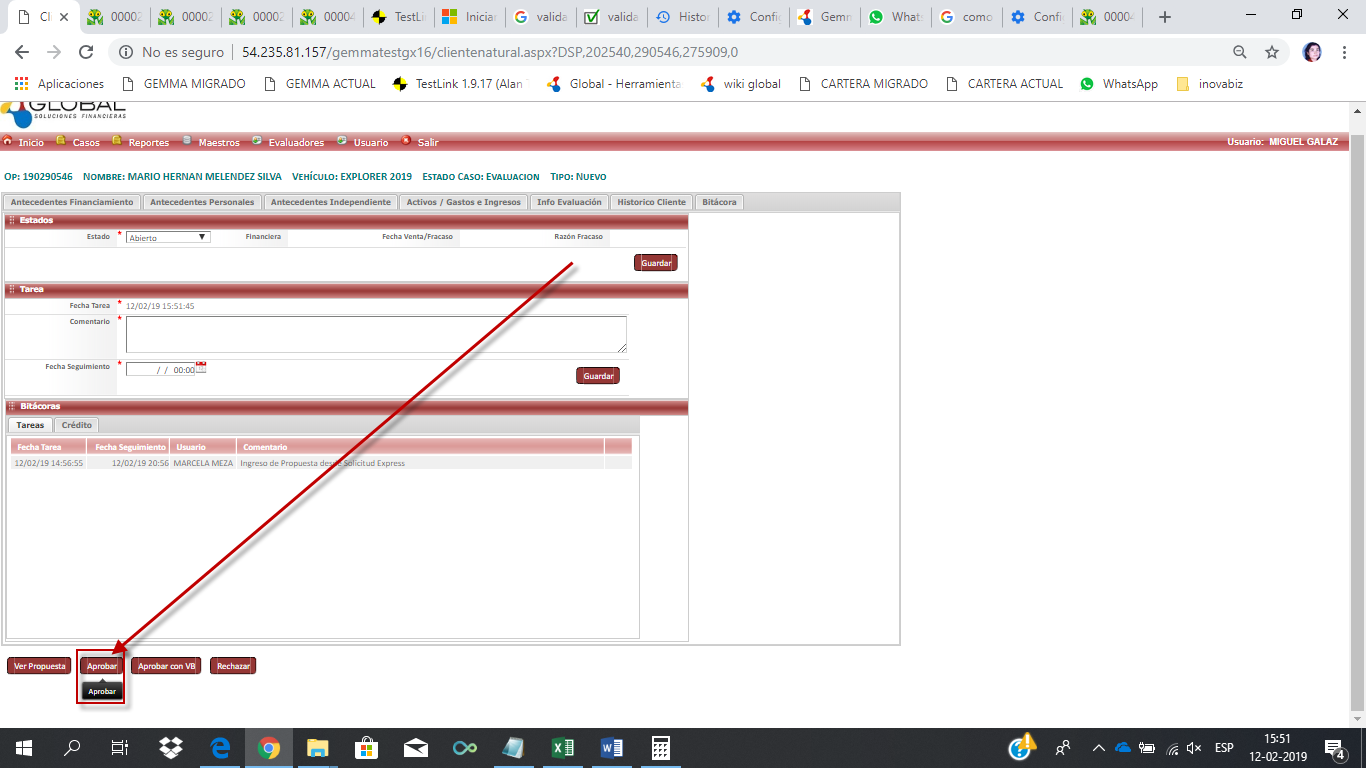 Cli
00002
00002
00002
00004
TestLin
Iniciar
valida
valida
Histor
Config
Gemm
Whats
como
Config
00004
No es seguro
54.235.81.157/gemmatestgx16/clientenatural.aspx?DSP,202540,290546,275909,0
Aplicaciones
GEMMA MIGRADO
GEMMA ACTUAL
TestLink 1.9.17 (Alan
Global - Herramienta
wiki global
CARTERA MIGRADO
CARTERA ACTUAL
WhatsApp
inovabiz
GLOBAL
SOLUCIONES FINANCIERAS
Inicio
Casos
Reportes
Maestros
Evaluadores
Usuario
Salir
Usuario: MIGUEL GALAZ
Op: 190290546 Nombre: MARIO HERNAN MELENDEZ SILVA Vehículo: EXPLORER 2019 Estado Caso: Evaluacion Tipo: Nuevo
Antecedentes Financiamiento
Antecedentes Personales
Antecedentes Independiente
Activos / Gastos e Ingresos
Info Evaluación
Historico Cliente
Bitácora
Estados
Estado * Abierto
Financiera
Fecha Venta/Fracaso
Razón Fracaso
Guardar
Tarea
Fecha Tarea * 12/02/19 15:51:45
Comentario *
Fecha Seguimiento * / / 00:00
Guardar
Bitácoras
Tareas
Crédito
Fecha Tarea Fecha Seguimiento Usuario Comentario
12/02/19 14:56:55 12/02/19 20:56 MARCELA MEZA Ingreso de Propuesta desde Solicitud Express
Ver Propuesta
Aprobar
Aprobar con VB
Rechazar
Aprobar
ESP
15:51
12-02-2019
4